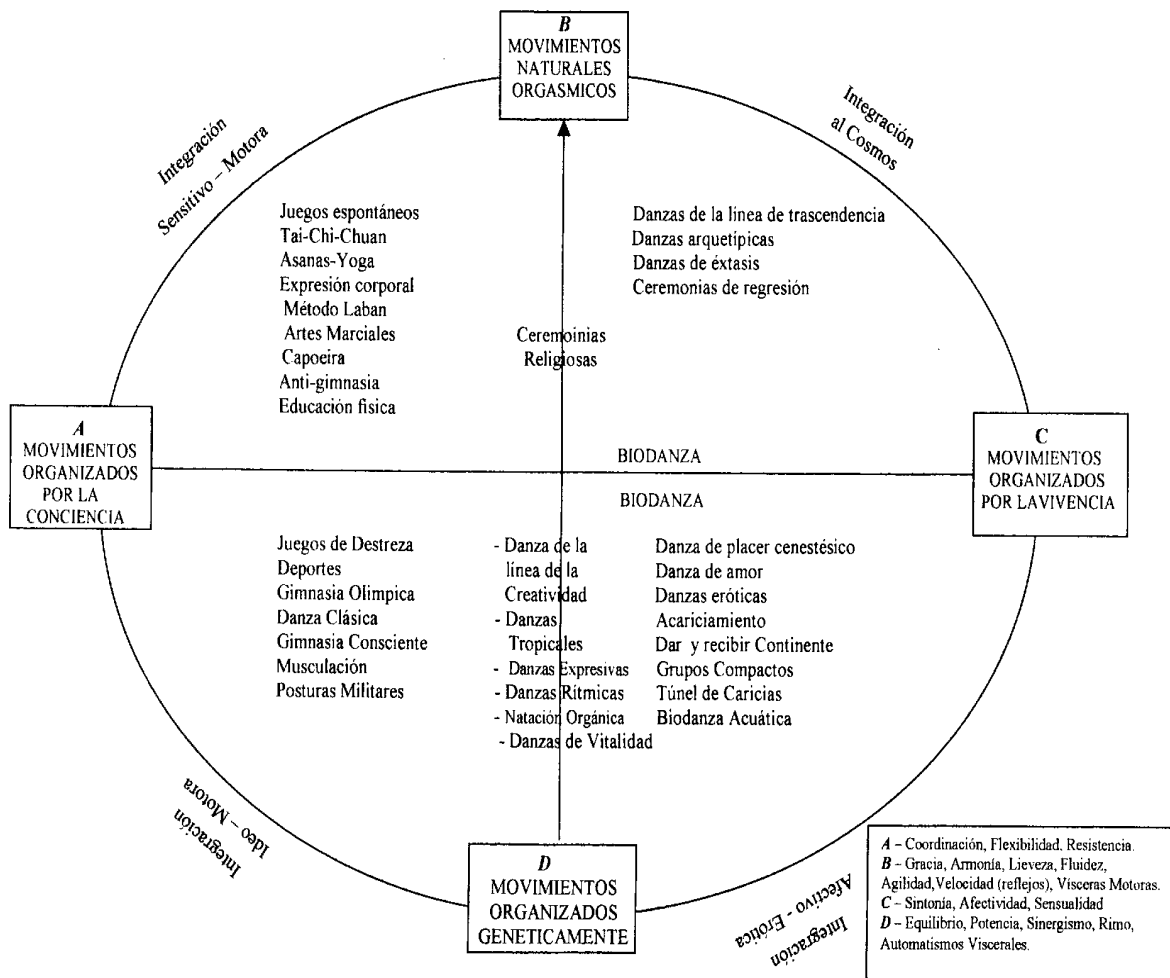 B
MOVIMIENTOS
NATURALES
ORGASMICOS
Integración
Sensitivo – Motora
Integración
al Cosmos
Juegos espontáneos
Tai-Chi-Chuan
Asanas-Yoga
Expresión corporal
Método Laban
Artes Marciales
Capoeira
Anti-gimnasia
Educación fisica
Ceremoinias
Religiosas
Danzas de la línea de trascendencia
Danzas arquetípicas
Danzas de éxtasis
Ceremonias de regresión
A
MOVIMIENTOS
ORGANIZADOS
POR LA
CONCIENCIA
BIODANZA
BIODANZA
C
MOVIMIENTOS
ORGANIZADOS
POR LAVIVENCIA
Juegos de Destreza
Deportes
Gimnasia Olimpica
Danza Clásica
Gimnasia Consciente
Musculación
Posturas Militares
- Danza de la
línea de la
Creatividad
- Danzas
Tropicales
- Danzas Expresivas
- Danzas Rítmicas
- Natación Orgánica
- Danzas de Vitalidad
Danza de placer cenestésico
Danza de amor
Danzas eróticas
Acariciamiento
Dar y recibir Continente
Grupos Compactos
Túnel de Caricias
Biodanza Acuática
Integración
Ideo – Motora
D
MOVIMIENTOS
ORGANIZADOS
GENETICAMENTE
Integración
Afectivo - Erótica
A – Coordinación, Flexibilidad, Resistencia.
B – Gracia, Armonía, Lieveza, Fluidez,
Agilidad,Velocidad (reflejos), Visceras Motoras.
C – Sintonía, Afectividad, Sensualidad
D – Equilibrio, Potencia, Sinergismo, Rimo,
Automatismos Viscerales.